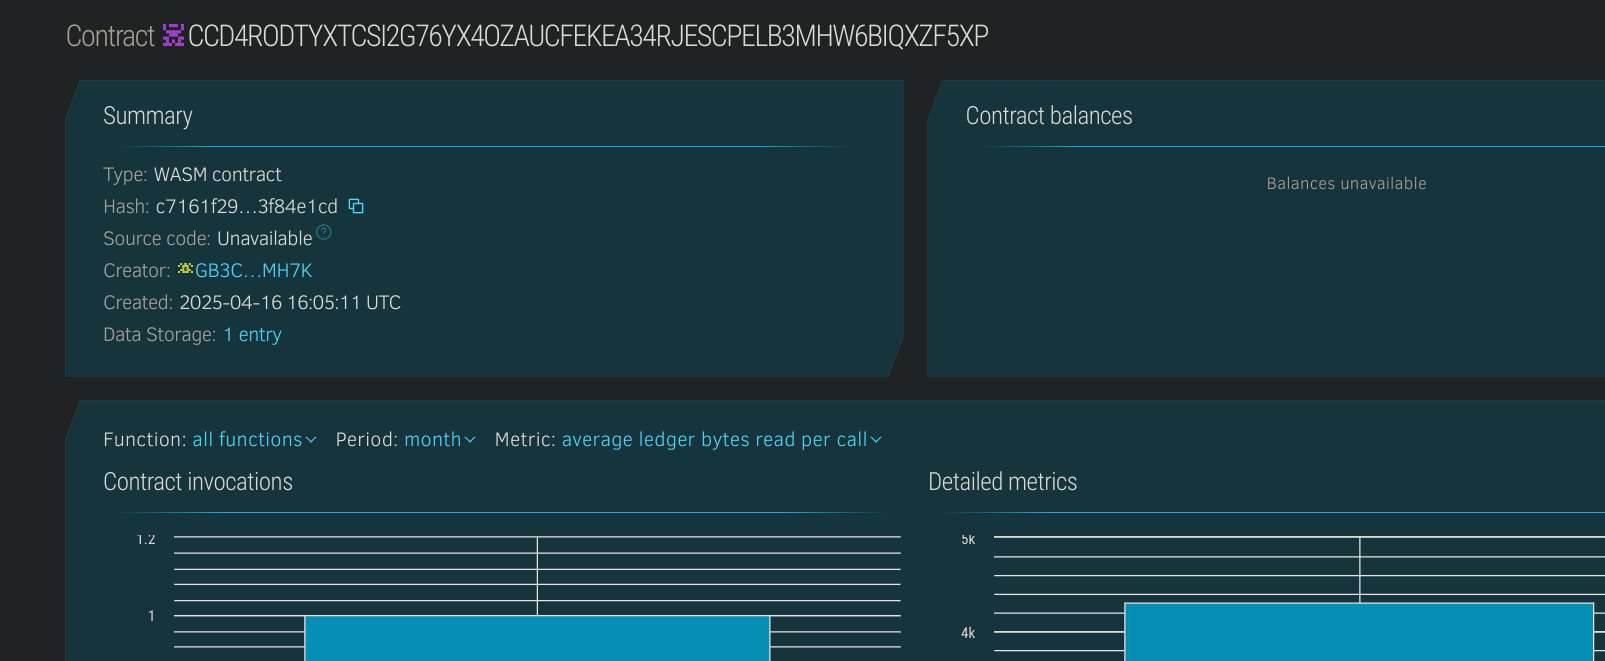 Contract CCD4RODTYXTCSI2G76YX4OZAUCFEKEA34RJESCPELB3MHW6BIQXZF5XP
Summary
Type: WASM contract
Hash: c7161f29…3f84e1cd
Source code: Unavailable ?
Creator: GB3C…MH7K
Created: 2025-04-16 16:05:11 UTC
Data Storage: 1 entry
Contract balances
Balances unavailable
Function: all functions Period: month Metric: average ledger bytes read per call
Contract invocations
1.2
1
Detailed metrics
5k
4k